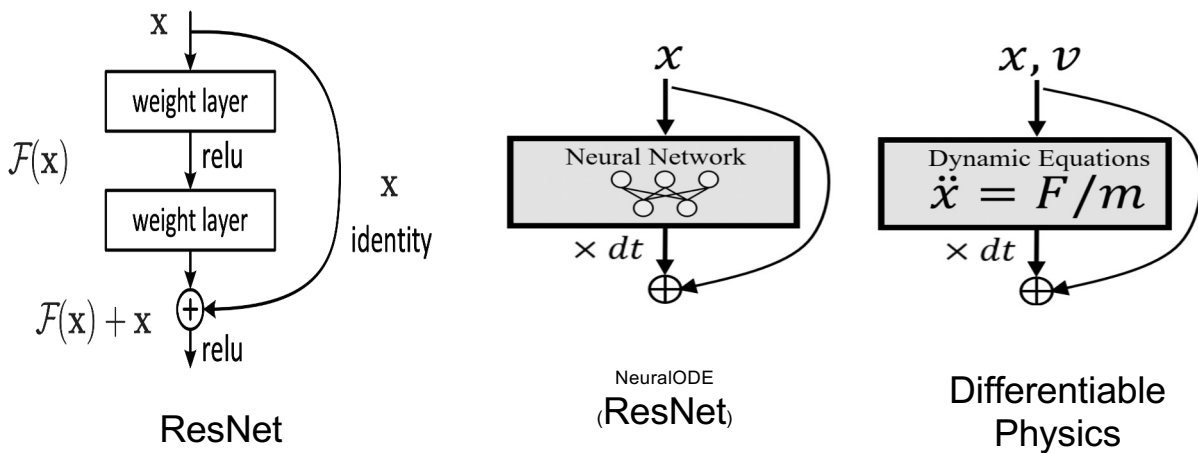 x
weight layer
relu
F(x)
weight layer
x
identity
F(x) + x
relu
ResNet
x
Neural Network
× dt
NeuralODE
(ResNet)
x, v
Dynamic Equations
ẍ = F/m
× dt
Differentiable
Physics